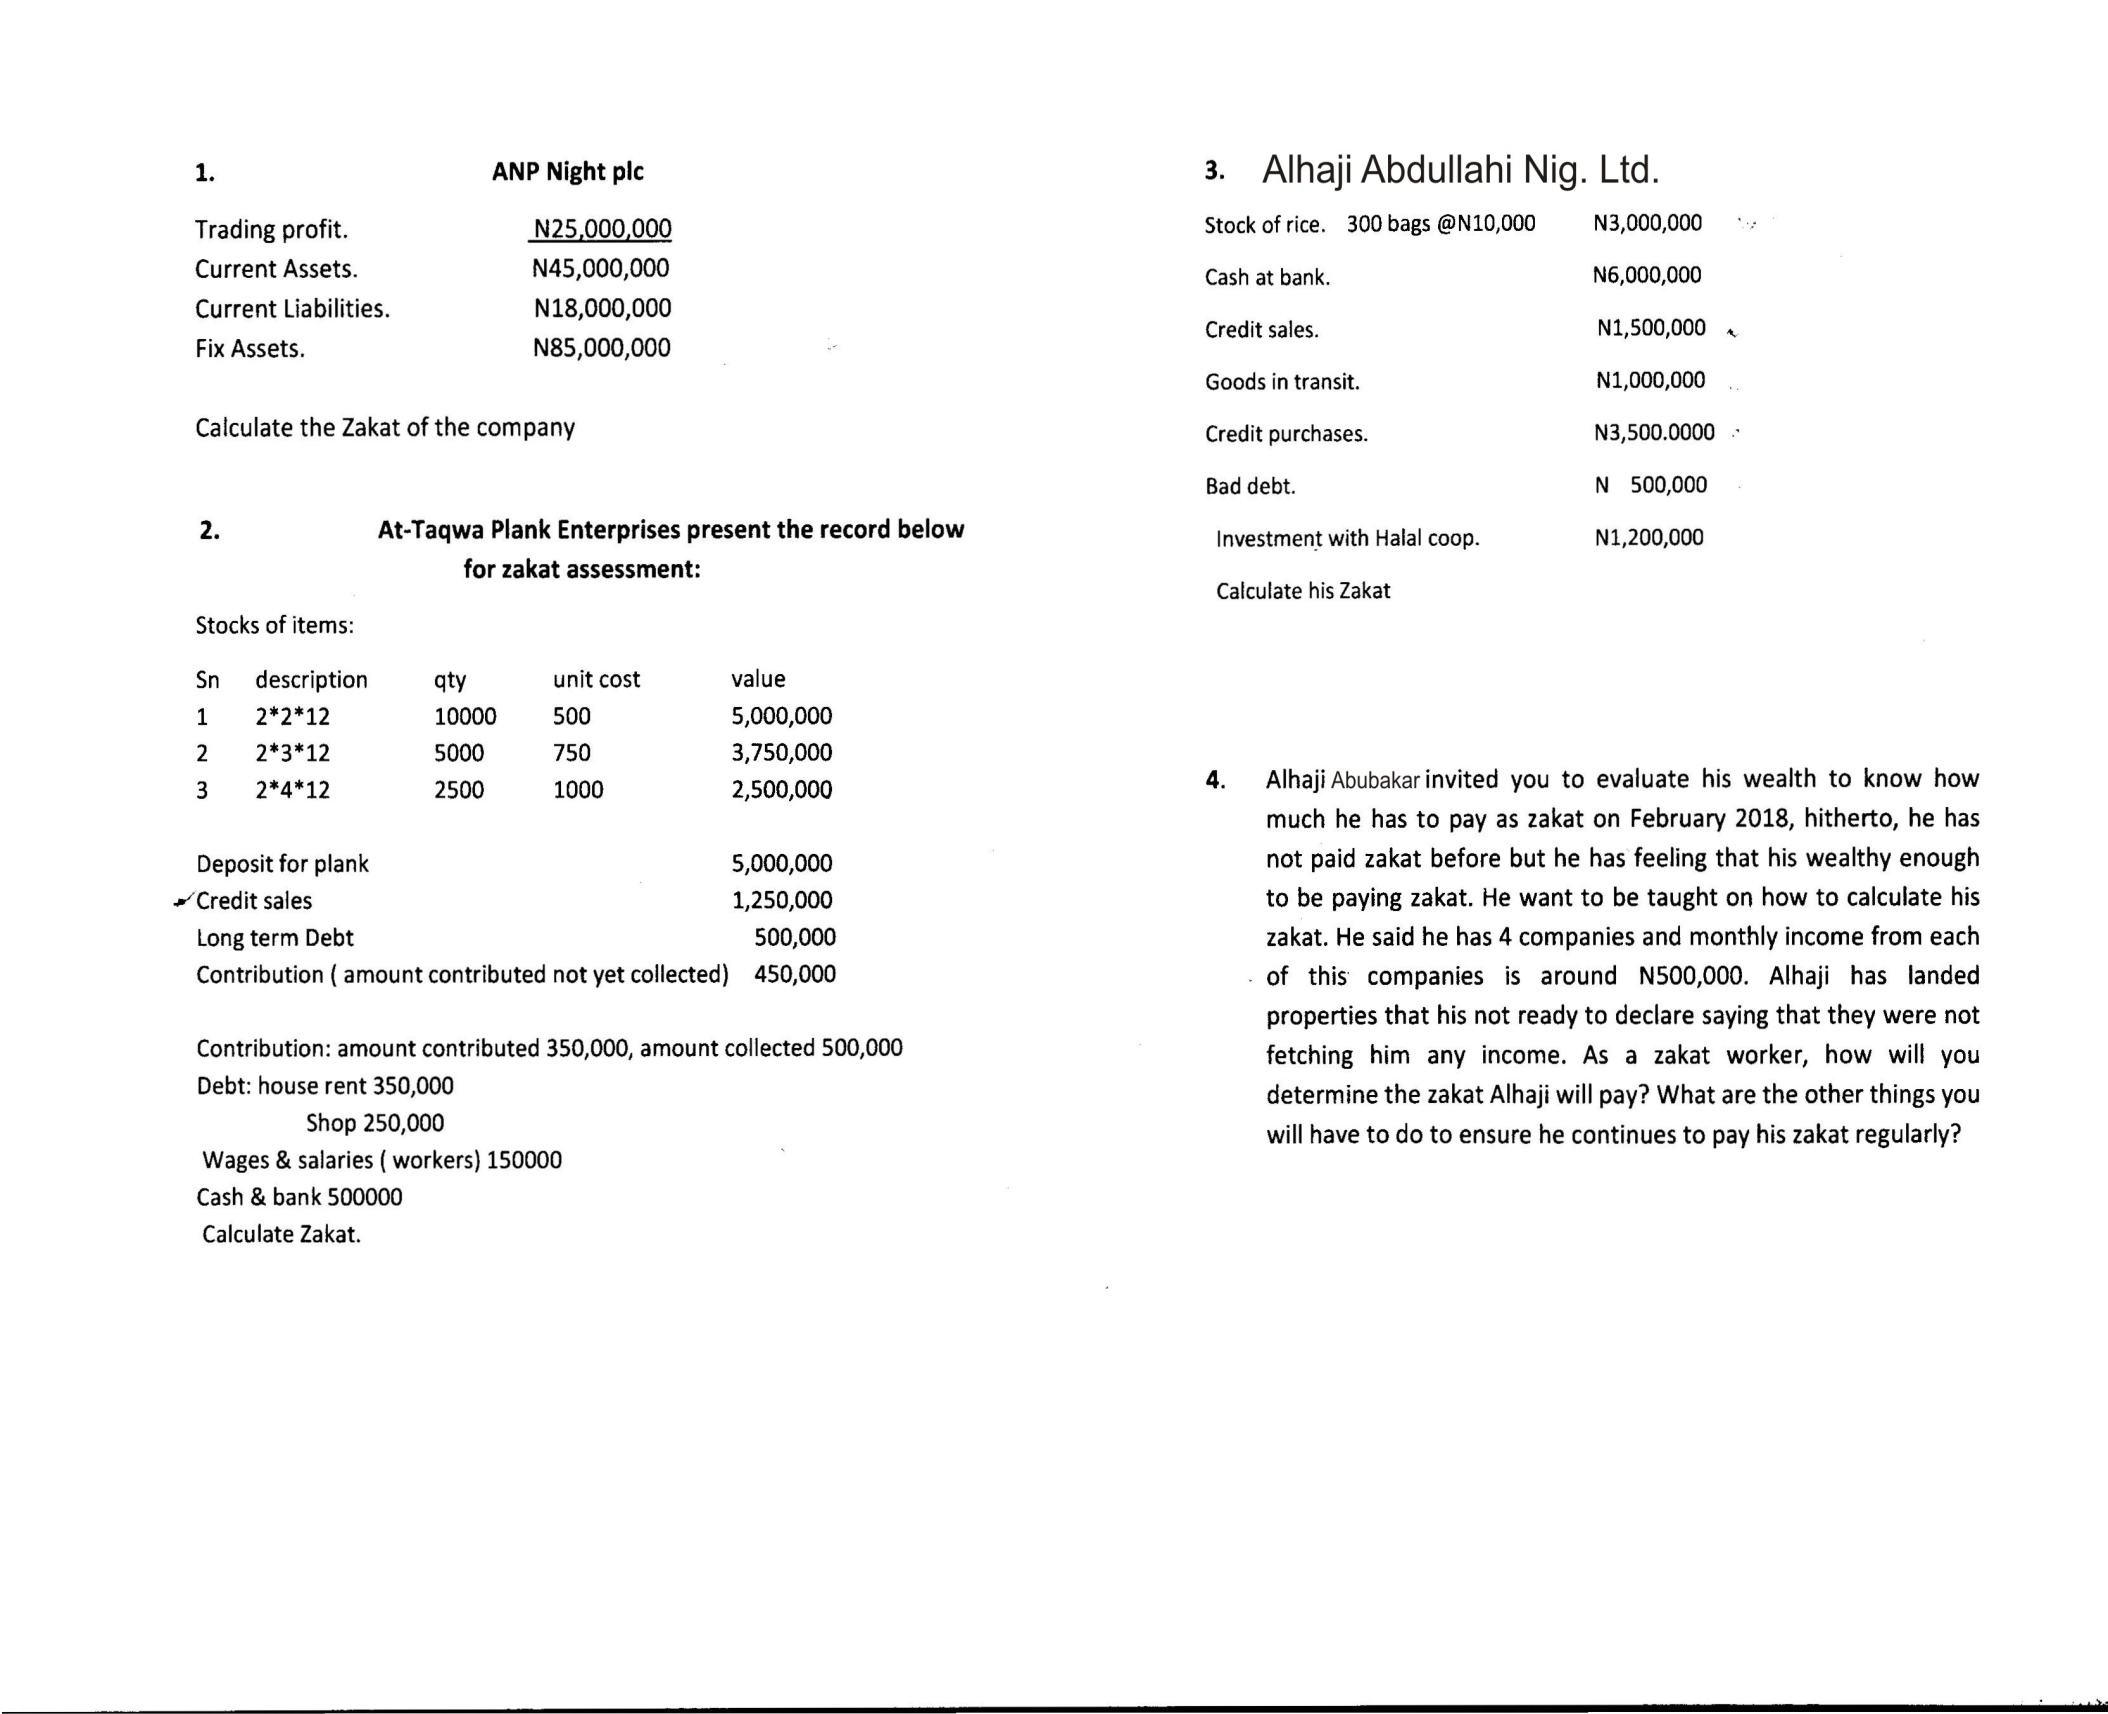 1. ANP Night plc
Trading profit. N25,000,000
Current Assets. N45,000,000
Current Liabilities. N18,000,000
Fix Assets. N85,000,000
Calculate the Zakat of the company
2. At-Taqwa Plank Enterprises present the record below
for zakat assessment:
Stocks of items:
Sn description qty unit cost value
1 2*2*12 10000 500 5,000,000
2 2*3*12 5000 750 3,750,000
3 2*4*12 2500 1000 2,500,000
Deposit for plank 5,000,000
Credit sales 1,250,000
Long term Debt 500,000
Contribution ( amount contributed not yet collected) 450,000
Contribution: amount contributed 350,000, amount collected 500,000
Debt: house rent 350,000
Shop 250,000
Wages & salaries ( workers) 150000
Cash & bank 500000
Calculate Zakat.
3. Alhaji Abdullahi Nig. Ltd.
Stock of rice. 300 bags @N10,000 N3,000,000
Cash at bank. N6,000,000
Credit sales. N1,500,000
Goods in transit. N1,000,000
Credit purchases. N3,500.0000
Bad debt. N 500,000
Investment with Halal coop. N1,200,000
Calculate his Zakat
4. Alhaji Abubakar invited you to evaluate his wealth to know how
much he has to pay as zakat on February 2018, hitherto, he has
not paid zakat before but he has feeling that his wealthy enough
to be paying zakat. He want to be taught on how to calculate his
zakat. He said he has 4 companies and monthly income from each
of this companies is around N500,000. Alhaji has landed
properties that his not ready to declare saying that they were not
fetching him any income. As a zakat worker, how will you
determine the zakat Alhaji will pay? What are the other things you
will have to do to ensure he continues to pay his zakat regularly?